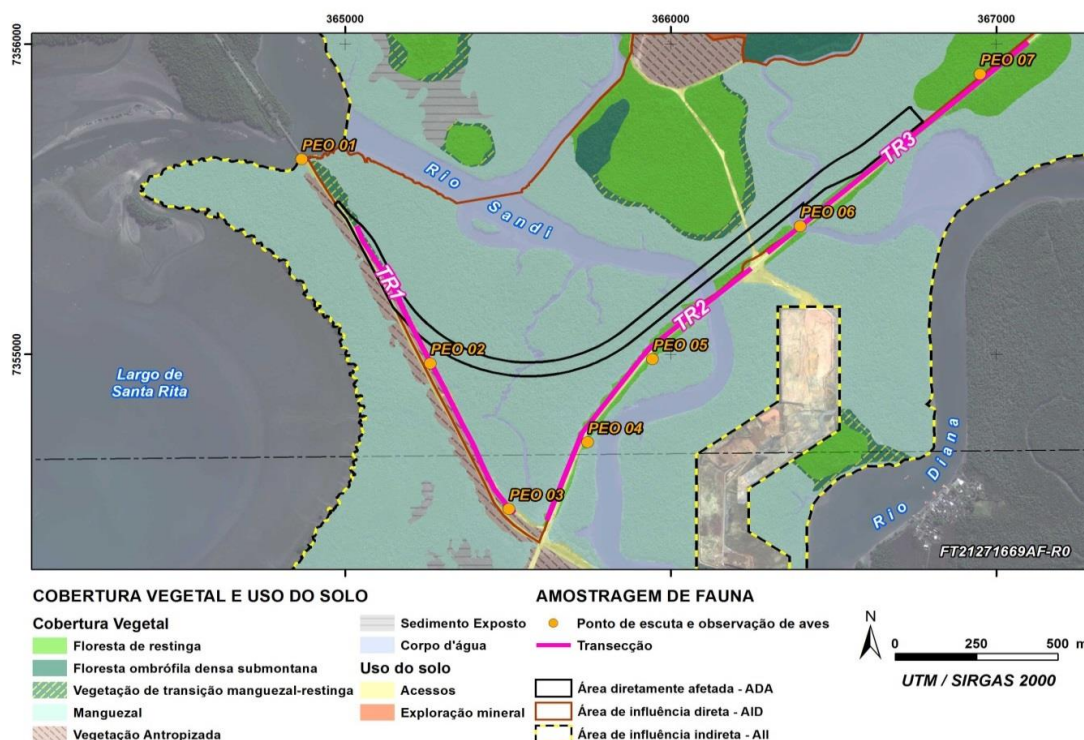 365000
366000
367000
7356000
7355000
PEO 07
PEO 01
Rio
Sandi
TR3
PEO 06
TR1
TR2
PEO 02
PEO 05
Largo de
Santa Rita
PEO 04
PEO 03
Rio Diana
FT21271669AF-R0
COBERTURA VEGETAL E USO DO SOLO
Cobertura Vegetal
Floresta de restinga
Floresta ombrófila densa submontana
Vegetação de transição manguezal-restinga
Manguezal
Vegetação Antropizada
Sedimento Exposto
Corpo d'água
Uso do solo
Acessos
Exploração mineral
AMOSTRAGEM DE FAUNA
Ponto de escuta e observação de aves
Transecção
Área diretamente afetada - ADA
Área de influência direta - AID
Área de influência indireta - AII
N
0 250 500 m
UTM / SIRGAS 2000